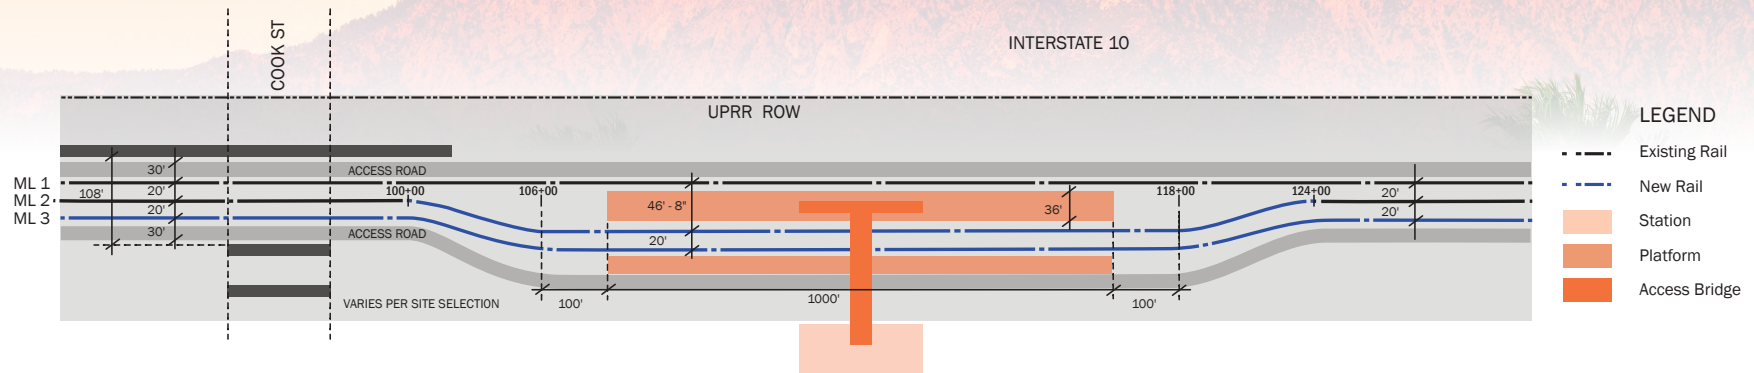 COOK ST
INTERSTATE 10
UPRR ROW
LEGEND
Existing Rail
New Rail
Station
Platform
Access Bridge
ML 1
ML 2
ML 3
108'
30'
20'
20'
30'
ACCESS ROAD
ACCESS ROAD
VARIES PER SITE SELECTION
100+00
106+00
118+00
124+00
46' - 8"
20'
36'
20'
20'
100'
1000'
100'